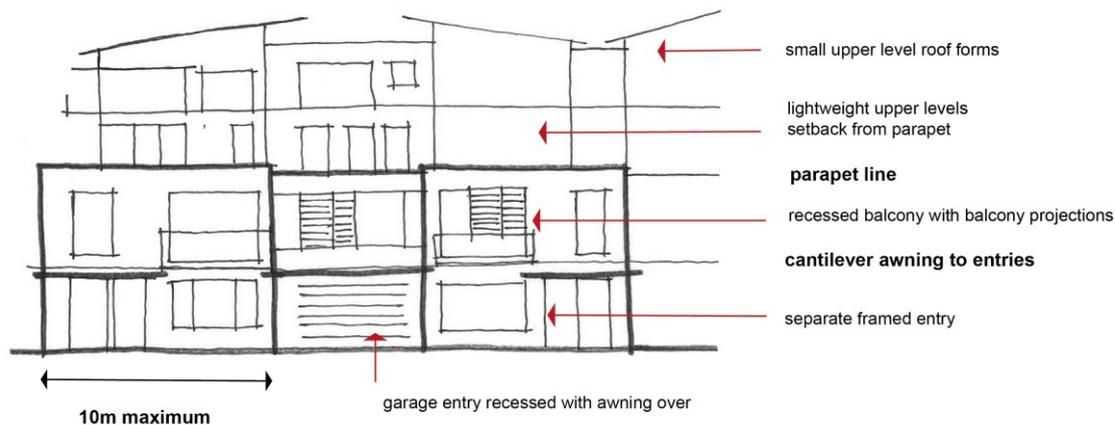 small upper level roof forms
lightweight upper levels
setback from parapet
parapet line
recessed balcony with balcony projections
cantilever awning to entries
separate framed entry
garage entry recessed with awning over
10m maximum